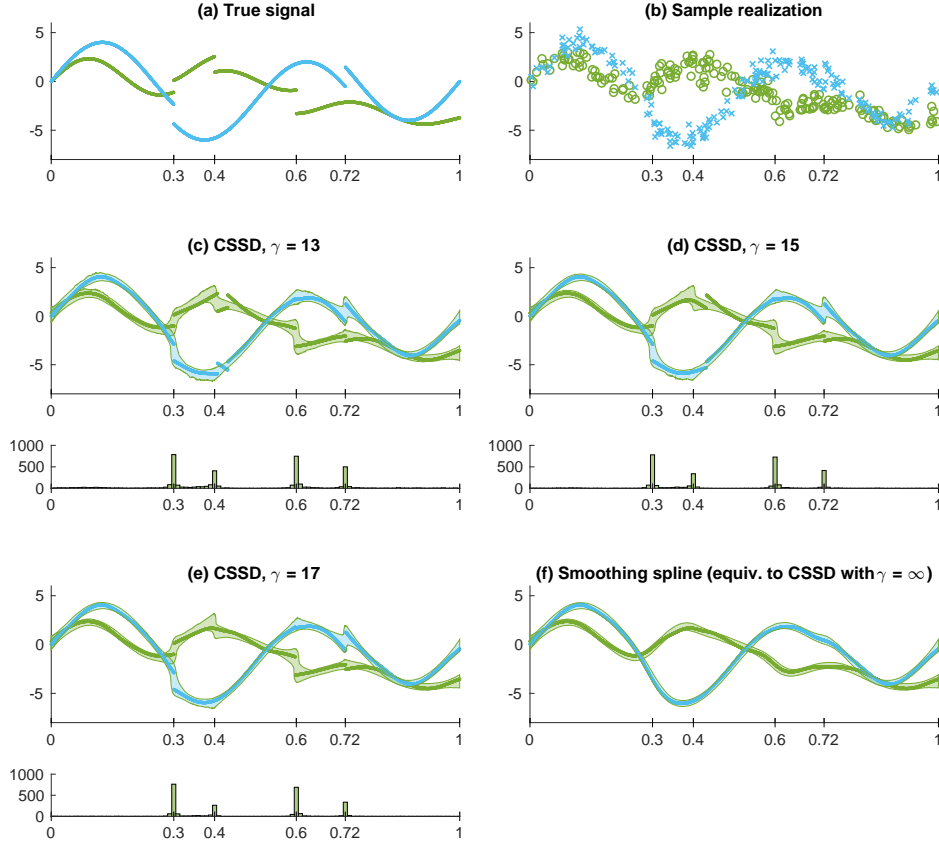 (a) True signal
5
0
-5
0 0.3 0.4 0.6 0.72 1
(b) Sample realization
5
0
-5
0 0.3 0.4 0.6 0.72 1
(c) CSSD, γ = 13
5
0
-5
0 0.3 0.4 0.6 0.72 1
1000
500
0
0 0.3 0.4 0.6 0.72 1
(d) CSSD, γ = 15
5
0
-5
0 0.3 0.4 0.6 0.72 1
1000
500
0
0 0.3 0.4 0.6 0.72 1
(e) CSSD, γ = 17
5
0
-5
0 0.3 0.4 0.6 0.72 1
1000
500
0
0 0.3 0.4 0.6 0.72 1
(f) Smoothing spline (equiv. to CSSD with γ = ∞)
5
0
-5
0 0.3 0.4 0.6 0.72 1